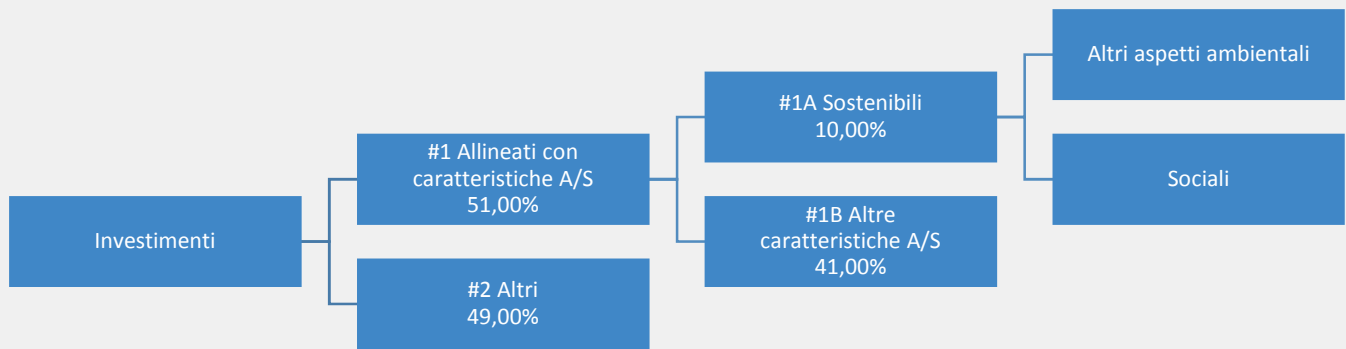 Investimenti
#1 Allineati con
caratteristiche A/S
51,00%
#2 Altri
49,00%
#1A Sostenibili
10,00%
#1B Altre
caratteristiche A/S
41,00%
Altri aspetti ambientali
Sociali